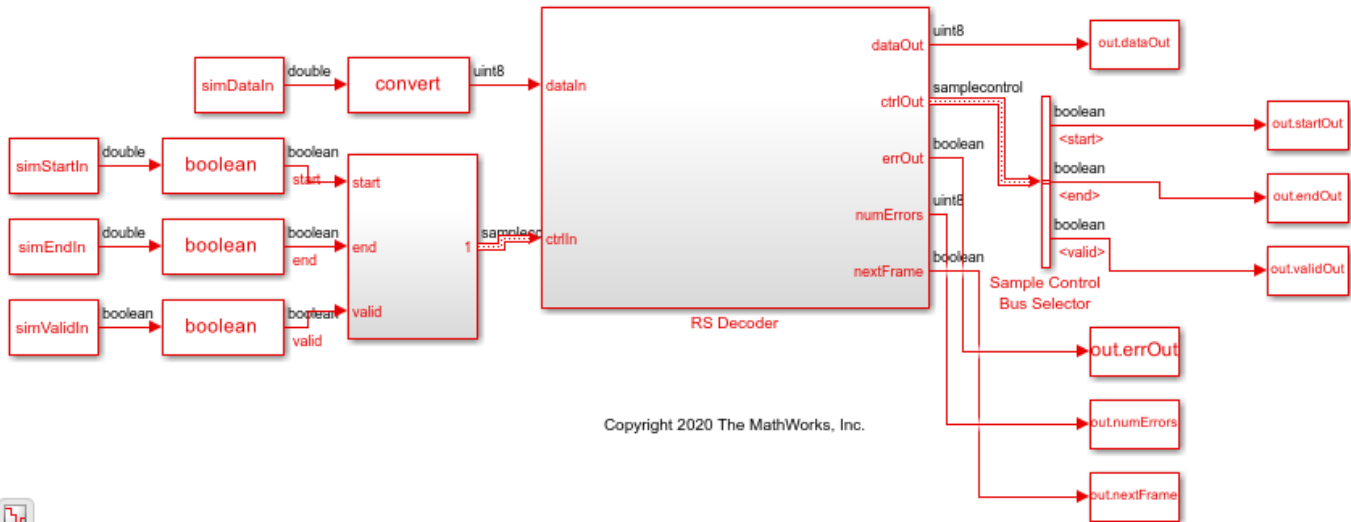 simDataIn
double
convert
uint8
dataIn
simStartIn
double
boolean
boolean
start
start
simEndIn
double
boolean
boolean
end
end
simValidIn
boolean
boolean
boolean
valid
valid
1
ctrlIn
dataOut
uint8
out.dataOut
ctrlOut
samplecontrol
errOut
boolean
numErrors
uint8
nextFrame
boolean
RS Decoder
boolean
<start>
out.startOut
boolean
<end>
out.endOut
boolean
<valid>
out.validOut
Sample Control
Bus Selector
out.errOut
out.numErrors
out.nextFrame
Copyright 2020 The MathWorks, Inc.